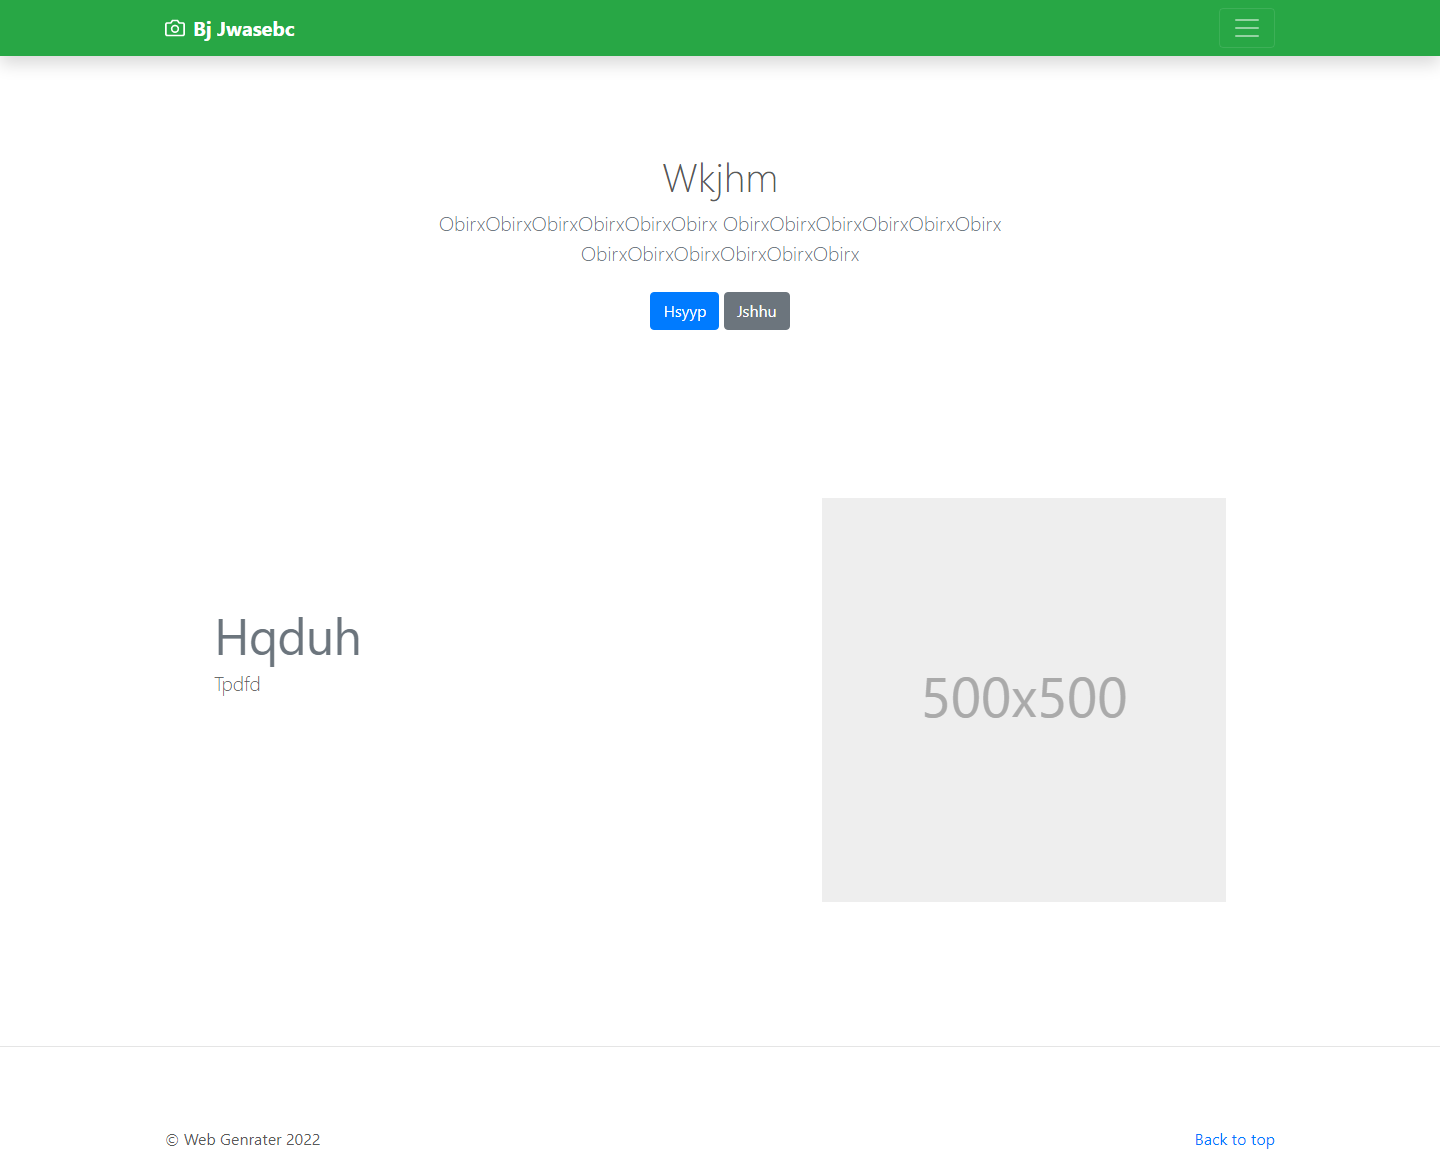 Bj Jwasebc
Wkjhm
ObirxObirxObirxObirxObirxObirx ObirxObirxObirxObirxObirxObirx
ObirxObirxObirxObirxObirxObirx
Hsyyp Jshhu
Hqduh
Tpdfd
500x500
© Web Genrater 2022
Back to top